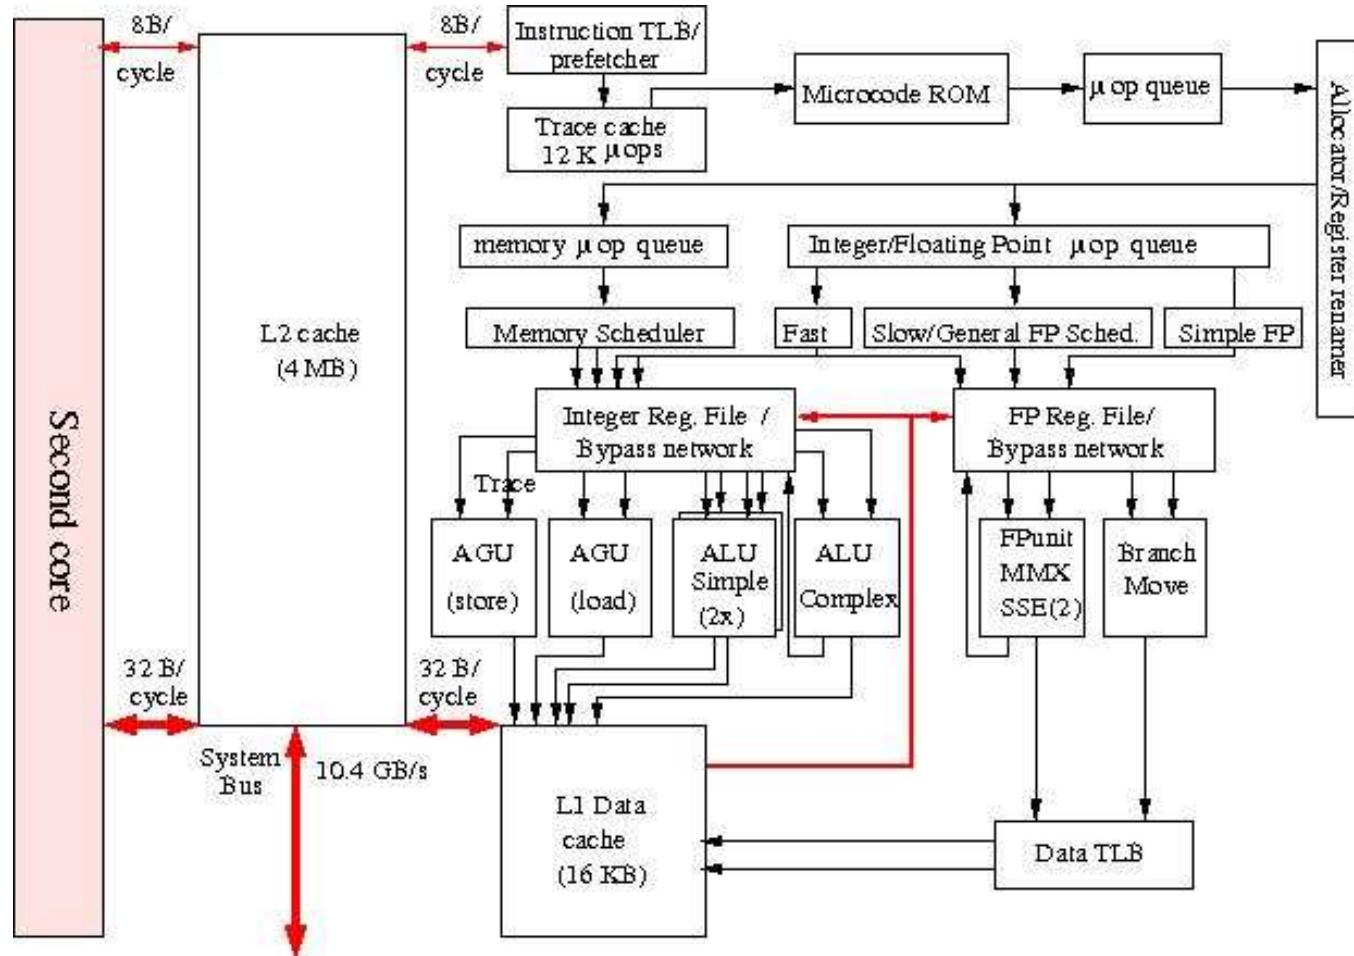 8B/
cycle
8B/
cycle
Instruction TLB/
prefetcher
Trace cache
12 K μops
Microcode ROM
μop queue
Allocator/Register renamer
memory μop queue
Integer/Floating Point μop queue
L2 cache
(4 MB)
Memory Scheduler
Fast
Slow/General FP Sched.
Simple FP
Second core
Integer Reg. File /
Bypass network
FP Reg. File/
Bypass network
Trace
AGU
(store)
AGU
(load)
ALU
Simple
(2x)
ALU
Complex
FPunit
MMX
SSE(2)
Branch
Move
32 B/
cycle
32 B/
cycle
System
Bus
10.4 GB/s
L1 Data
cache
(16 KB)
Data TLB